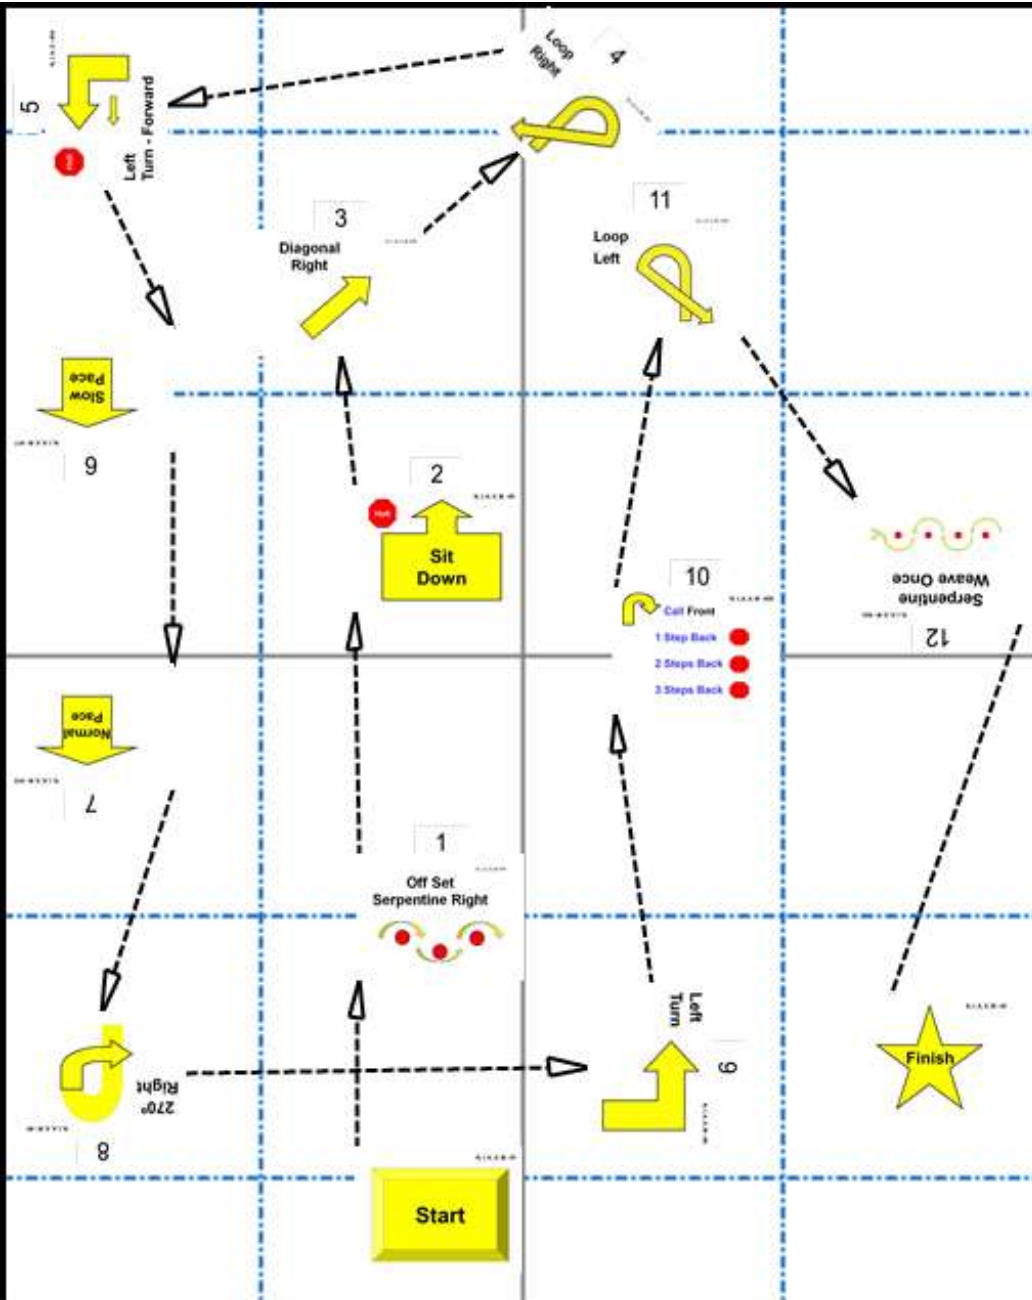 Start
1
Off Set
Serpentine Right
2
Halt
Sit
Down
3
Diagonal
Right
4
Loop
Right
5
Left
Turn - Forward
6
Slow
Pace
7
Normal
Pace
8
270°
Right
9
Left
Turn
10
Call Front
1 Step Back
2 Steps Back
3 Steps Back
11
Loop
Left
12
Serpentine
Weave Once
Finish